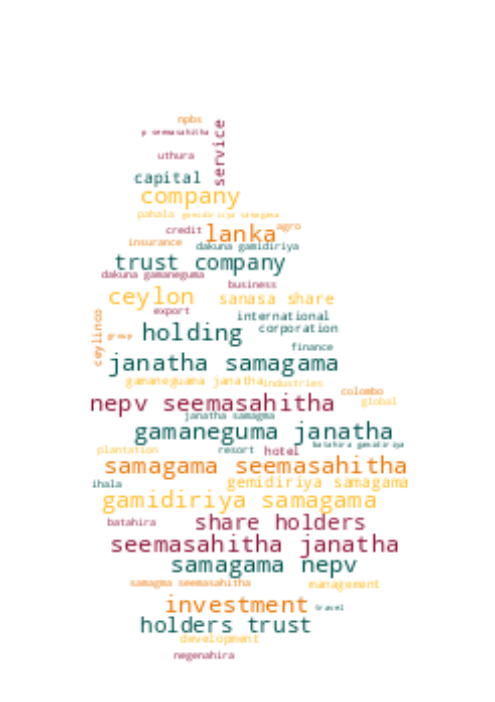 npbs
p seemasahitha
service
uthura
capital
company
pahala gamidiriya samagama
credit lanka agro
insurance dakuna gamidiriya
trust company
dakuna gamaneguma
business
ceylon sanasa share
export international
ceylinco
holding corporation
group
finance
janatha samagama
gamaneguama janatha industries
colombo
nepv seemasahitha global
janatha samagma
gamaneguma janatha
batahira gamidiriya
plantation resort hotel
samagama seemasahitha
ihala gemidiriya samagama
gamidiriya samagama
batahira share holders
seemasahitha janatha
samagama nepv
samagma seemasahitha management
investment travel
holders trust
development
negenahira